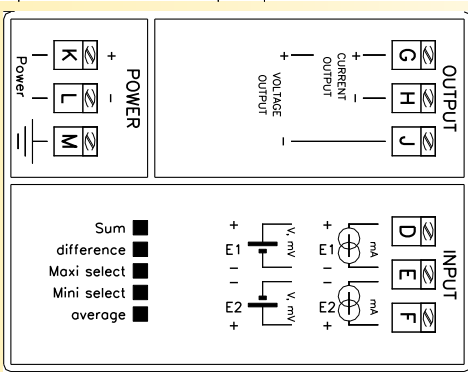 POWER
K +
L -
M
Power
OUTPUT
G
H
J
+ CURRENT OUTPUT -
+ VOLTAGE OUTPUT -
INPUT
D
E
F
mA
+ E1 -
mA
- E2 +
V, mV
+ E1 -
V, mV
- E2 +
Sum
difference
Maxi select
Mini select
average